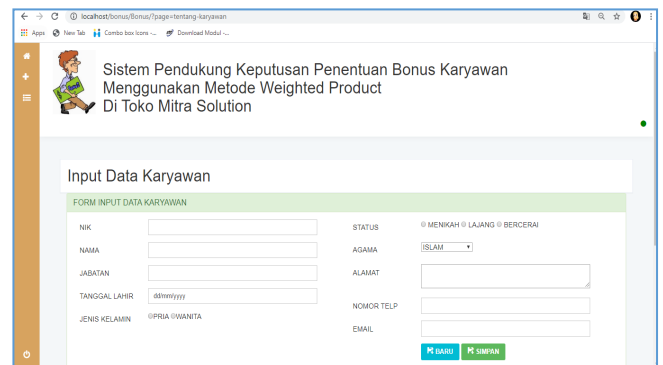 localhost/bonus/Bonus/?page=tentang-karyawan
Apps New Tab Combo box Icons -... Download Modul -...
Sistem Pendukung Keputusan Penentuan Bonus Karyawan
Menggunakan Metode Weighted Product
Di Toko Mitra Solution
Input Data Karyawan
FORM INPUT DATA KARYAWAN
NIK
NAMA
JABATAN
TANGGAL LAHIR dd/mm/yyyy
JENIS KELAMIN PRIA WANITA
STATUS MENIKAH LAJANG BERCERAI
AGAMA ISLAM
ALAMAT
NOMOR TELP
EMAIL
BARU SIMPAN